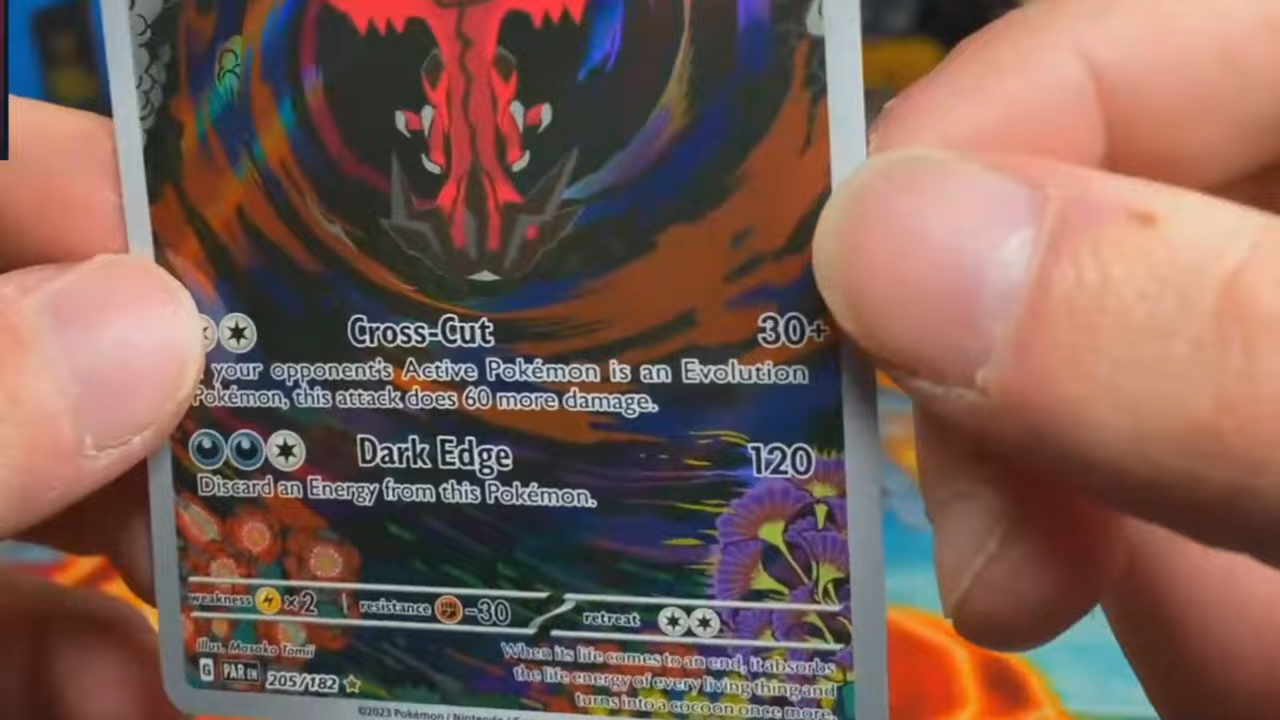 Cross-Cut 30+
your opponent's Active Pokémon is an Evolution
Pokémon, this attack does 60 more damage.
Dark Edge 120
Discard an Energy from this Pokémon.
weakness ×2 resistance -30 retreat
Illus. Masako Tomii
When its life comes to an end, it absorbs
the life energy of every living thing and
turns into a cocoon once more.
G PAR EN 205/182
©2023 Pokémon / Nintendo /